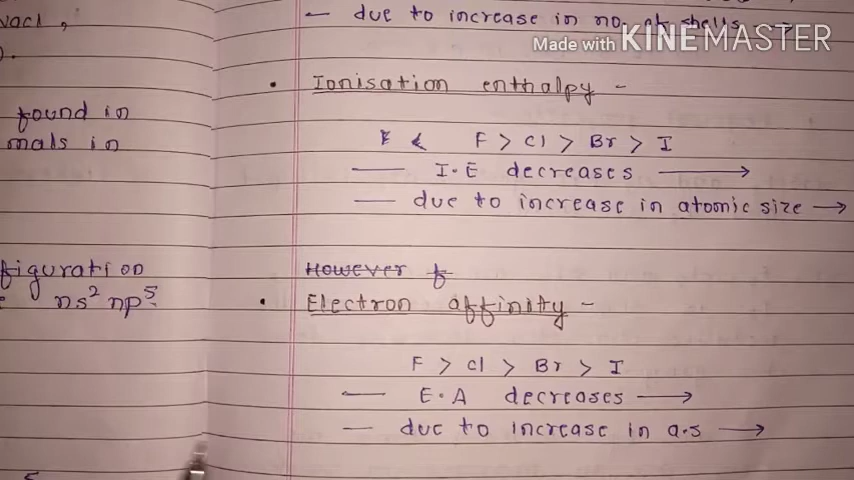 vacl,
).
found in
mals in
figuration
ns² np⁵
← due to increase in no. of shells →
Made with KINEMASTER
• Ionisation enthalpy -
F > Cl > Br > I
— I.E decreases →
— due to increase in atomic size →
However f
• Electron affinity -
F > Cl > Br > I
— E.A decreases →
— due to increase in a.s →